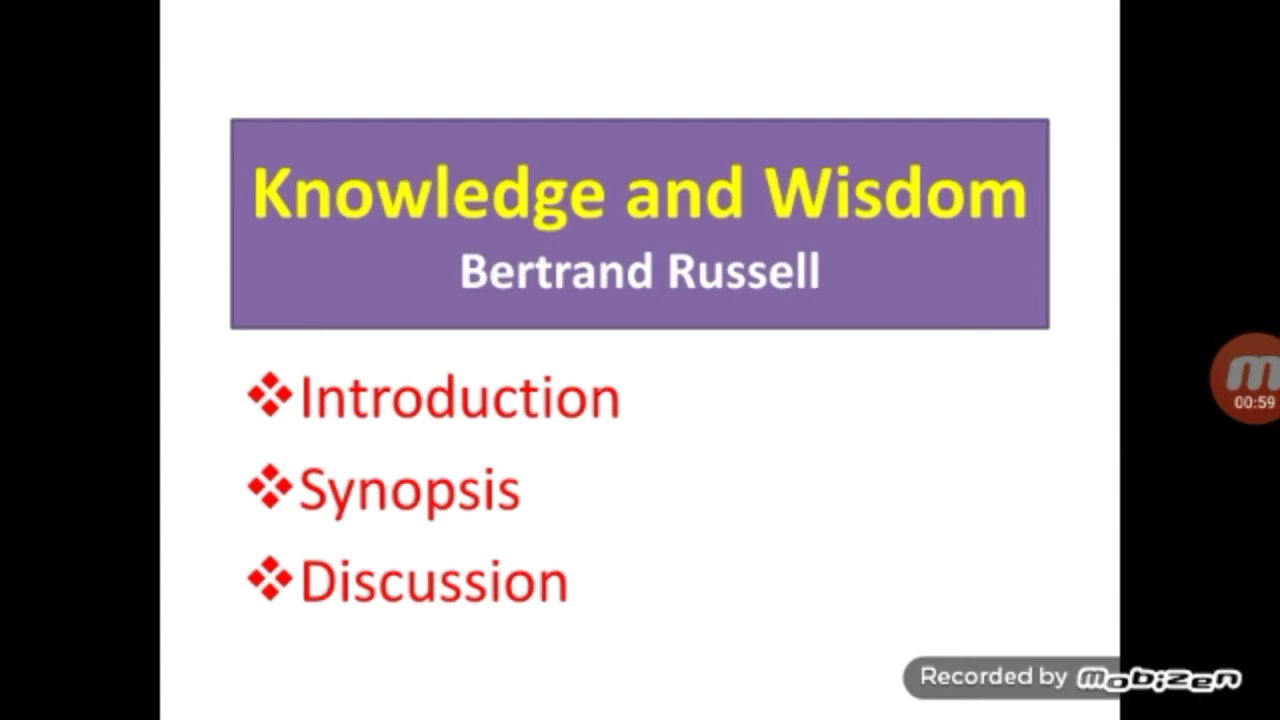 Knowledge and Wisdom
Bertrand Russell
❖Introduction
❖Synopsis
❖Discussion
00:59
Recorded by mobizen